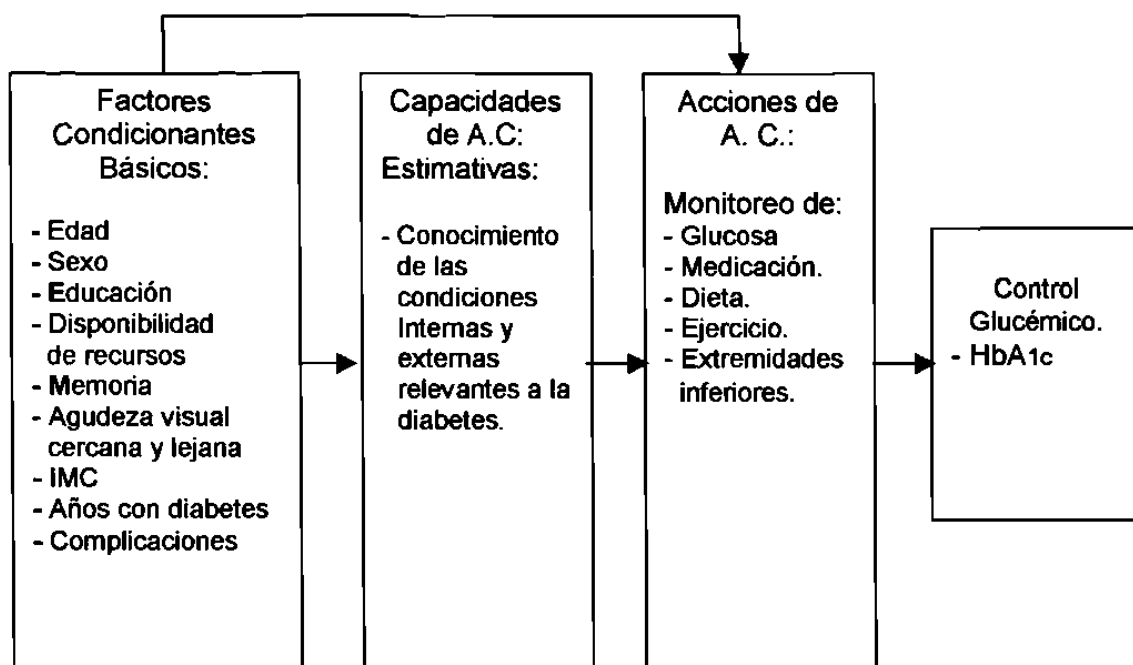 Factores
Condicionantes
Básicos:
- Edad
- Sexo
- Educación
- Disponibilidad
de recursos
- Memoria
- Agudeza visual
cercana y lejana
- IMC
- Años con diabetes
- Complicaciones
Capacidades
de A.C:
Estimativas:
- Conocimiento
de las
condiciones
Internas y
externas
relevantes a la
diabetes.
Acciones de
A. C.:
Monitoreo de:
- Glucosa
- Medicación.
- Dieta.
- Ejercicio.
- Extremidades
inferiores.
Control
Glucémico.
- HbA1c